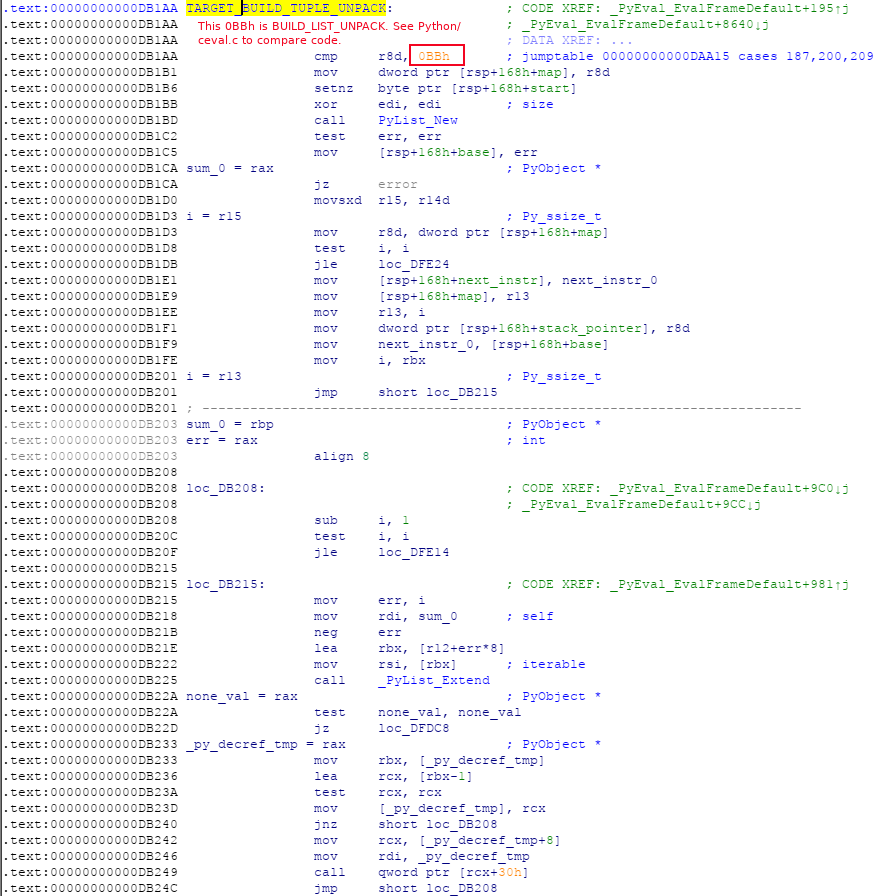 .text:00000000000DB1AA TARGET_BUILD_TUPLE_UNPACK: ; CODE XREF: _PyEval_EvalFrameDefault+195↑j
.text:00000000000DB1AA This 0BBh is BUILD_LIST_UNPACK. See Python/ ; _PyEval_EvalFrameDefault+8640↓j
.text:00000000000DB1AA ceval.c to compare code. ; DATA XREF: ...
.text:00000000000DB1AA cmp r8d, 0BBh ; jumptable 00000000000DAA15 cases 187,200,209
.text:00000000000DB1B1 mov dword ptr [rsp+168h+map], r8d
.text:00000000000DB1B6 setnz byte ptr [rsp+168h+start]
.text:00000000000DB1BB xor edi, edi ; size
.text:00000000000DB1BD call PyList_New
.text:00000000000DB1C2 test err, err
.text:00000000000DB1C5 mov [rsp+168h+base], err
.text:00000000000DB1CA sum_0 = rax ; PyObject *
.text:00000000000DB1CA jz error
.text:00000000000DB1D0 movsxd r15, r14d
.text:00000000000DB1D3 i = r15 ; Py_ssize_t
.text:00000000000DB1D3 mov r8d, dword ptr [rsp+168h+map]
.text:00000000000DB1D8 test i, i
.text:00000000000DB1DB jle loc_DFE24
.text:00000000000DB1E1 mov [rsp+168h+next_instr], next_instr_0
.text:00000000000DB1E9 mov [rsp+168h+map], r13
.text:00000000000DB1EE mov r13, i
.text:00000000000DB1F1 mov dword ptr [rsp+168h+stack_pointer], r8d
.text:00000000000DB1F9 mov next_instr_0, [rsp+168h+base]
.text:00000000000DB1FE mov i, rbx
.text:00000000000DB201 i = r13 ; Py_ssize_t
.text:00000000000DB201 jmp short loc_DB215
.text:00000000000DB201 ; ---------------------------------------------------------------------------
.text:00000000000DB203 sum_0 = rbp ; PyObject *
.text:00000000000DB203 err = rax ; int
.text:00000000000DB203 align 8
.text:00000000000DB208
.text:00000000000DB208 loc_DB208: ; CODE XREF: _PyEval_EvalFrameDefault+9C0↓j
.text:00000000000DB208 ; _PyEval_EvalFrameDefault+9CC↓j
.text:00000000000DB208 sub i, 1
.text:00000000000DB20C test i, i
.text:00000000000DB20F jle loc_DFE14
.text:00000000000DB215
.text:00000000000DB215 loc_DB215: ; CODE XREF: _PyEval_EvalFrameDefault+981↑j
.text:00000000000DB215 mov err, i
.text:00000000000DB218 mov rdi, sum_0 ; self
.text:00000000000DB21B neg err
.text:00000000000DB21E lea rbx, [r12+err*8]
.text:00000000000DB222 mov rsi, [rbx] ; iterable
.text:00000000000DB225 call _PyList_Extend
.text:00000000000DB22A none_val = rax ; PyObject *
.text:00000000000DB22A test none_val, none_val
.text:00000000000DB22D jz loc_DFDC8
.text:00000000000DB233 _py_decref_tmp = rax ; PyObject *
.text:00000000000DB233 mov rbx, [_py_decref_tmp]
.text:00000000000DB236 lea rcx, [rbx-1]
.text:00000000000DB23A test rcx, rcx
.text:00000000000DB23D mov [_py_decref_tmp], rcx
.text:00000000000DB240 jnz short loc_DB208
.text:00000000000DB242 mov rcx, [_py_decref_tmp+8]
.text:00000000000DB246 mov rdi, _py_decref_tmp
.text:00000000000DB249 call qword ptr [rcx+30h]
.text:00000000000DB24C jmp short loc_DB208